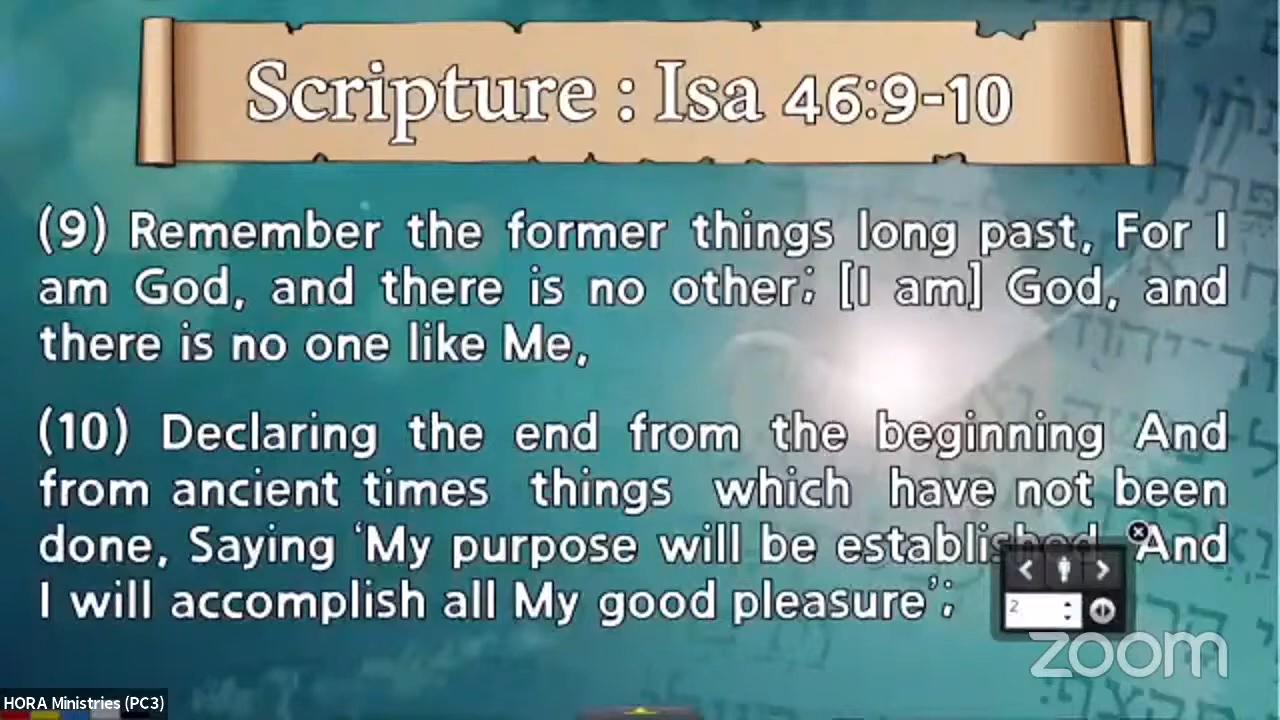 Scripture : Isa 46:9-10
(9) Remember the former things long past, For I
am God, and there is no other; [I am] God, and
there is no one like Me,
(10) Declaring the end from the beginning And
from ancient times things which have not been
done, Saying ‘My purpose will be established, And
I will accomplish all My good pleasure’;
2
zoom
HORA Ministries (PC3)